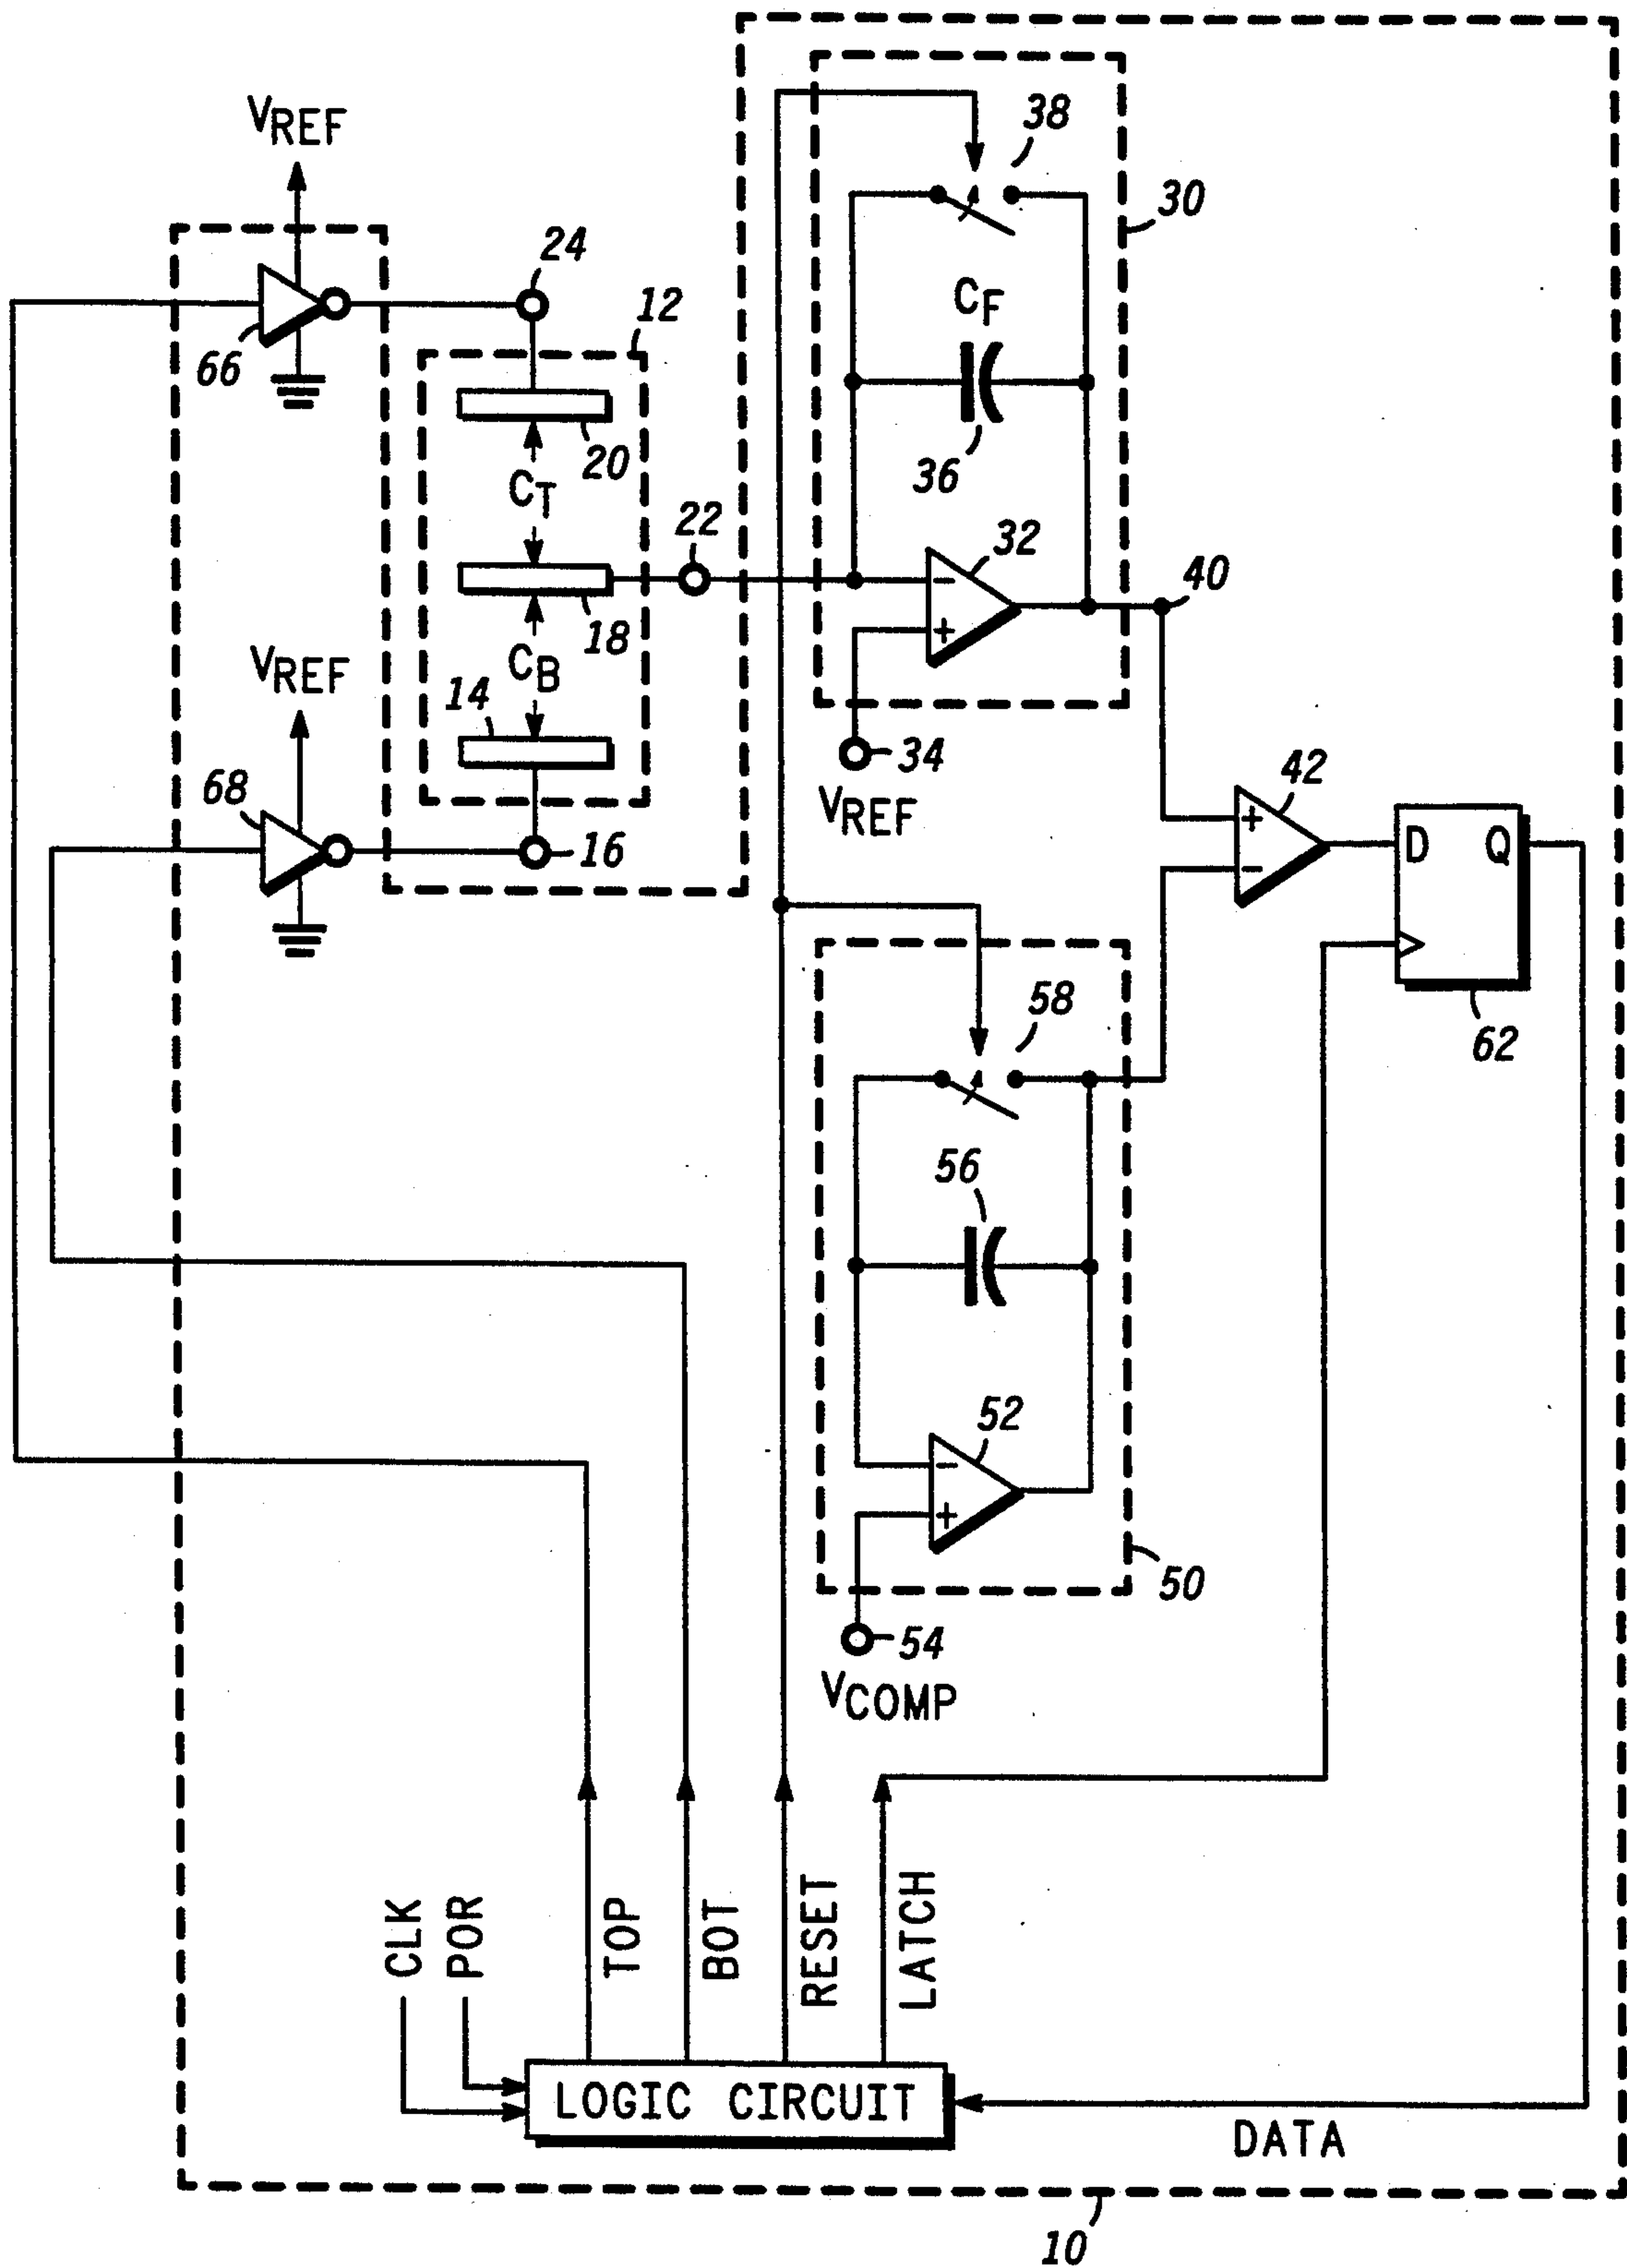 VREF
38
30
24
12
CF
66
20
36
CT
22
32
40
18
VREF
CB
14
34
42
VREF
68
16
D Q
58
62
56
52
50
54
VCOMP
CLK
POR
TOP
BOT
RESET
LATCH
LOGIC CIRCUIT
DATA
10